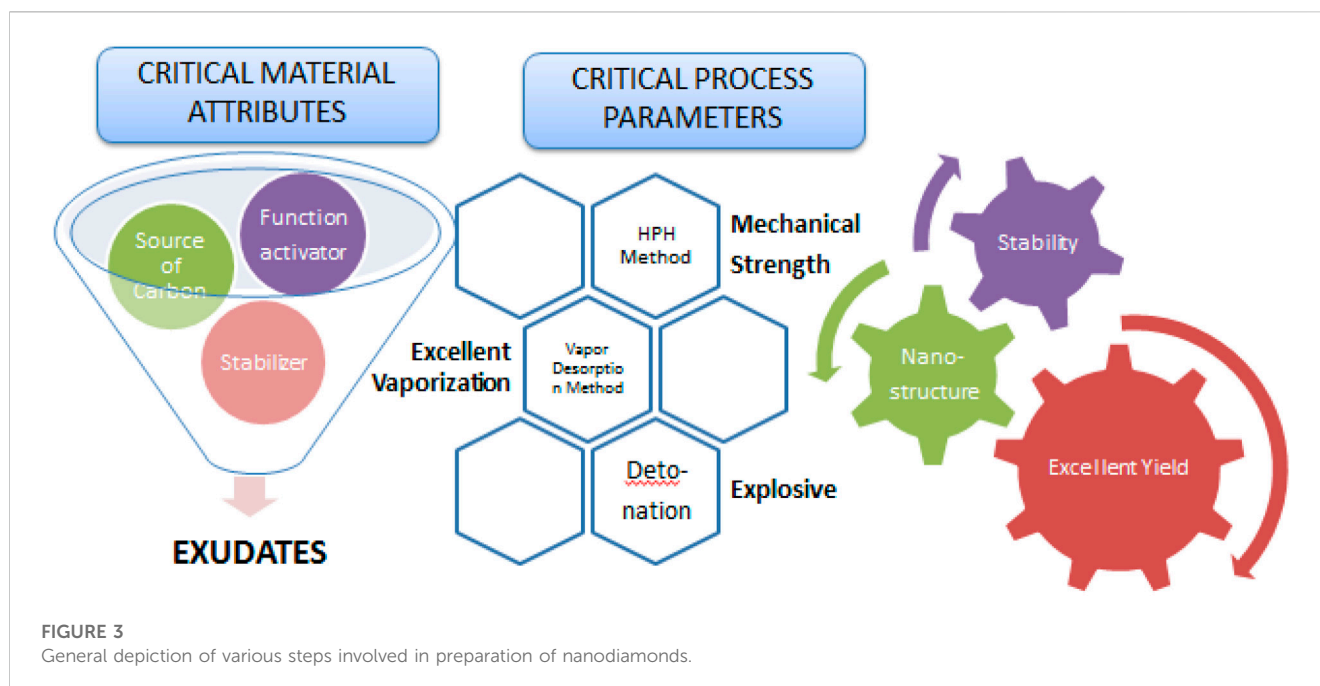 CRITICAL MATERIAL
ATTRIBUTES
CRITICAL PROCESS
PARAMETERS
Function
activator
Source
of
Carbon
Stabilizer
EXUDATES
HPH
Method
Mechanical
Strength
Excellent
Vaporization
Vapor
Desorptio
n Method
Deto-
nation
Explosive
Stability
Nano-
structure
Excellent Yield
FIGURE 3
General depiction of various steps involved in preparation of nanodiamonds.